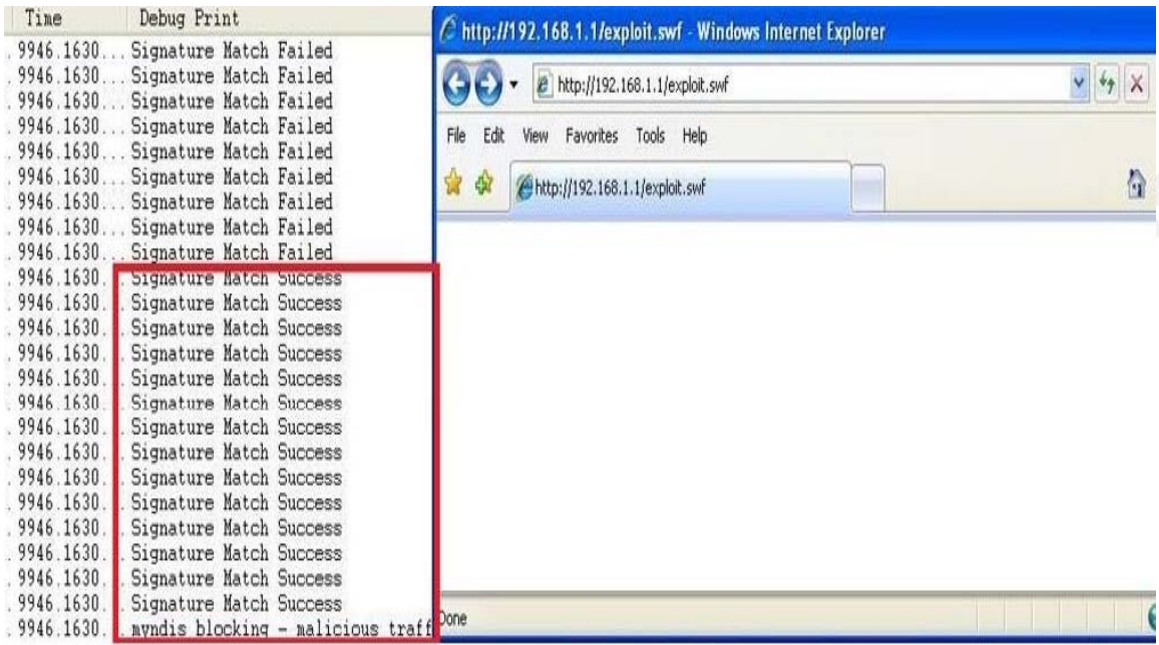 Time Debug Print
. 9946.1630... Signature Match Failed
. 9946.1630... Signature Match Failed
. 9946.1630... Signature Match Failed
. 9946.1630... Signature Match Failed
. 9946.1630... Signature Match Failed
. 9946.1630... Signature Match Failed
. 9946.1630... Signature Match Failed
. 9946.1630... Signature Match Failed
. 9946.1630... Signature Match Failed
. 9946.1630. . Signature Match Success
. 9946.1630. . Signature Match Success
. 9946.1630. . Signature Match Success
. 9946.1630. . Signature Match Success
. 9946.1630. . Signature Match Success
. 9946.1630. . Signature Match Success
. 9946.1630. . Signature Match Success
. 9946.1630. . Signature Match Success
. 9946.1630. . Signature Match Success
. 9946.1630. . Signature Match Success
. 9946.1630. . Signature Match Success
. 9946.1630. . Signature Match Success
. 9946.1630. . Signature Match Success
. 9946.1630. . Signature Match Success
. 9946.1630. . myndis blocking - malicious traff
http://192.168.1.1/exploit.swf - Windows Internet Explorer
http://192.168.1.1/exploit.swf
File Edit View Favorites Tools Help
http://192.168.1.1/exploit.swf
Done